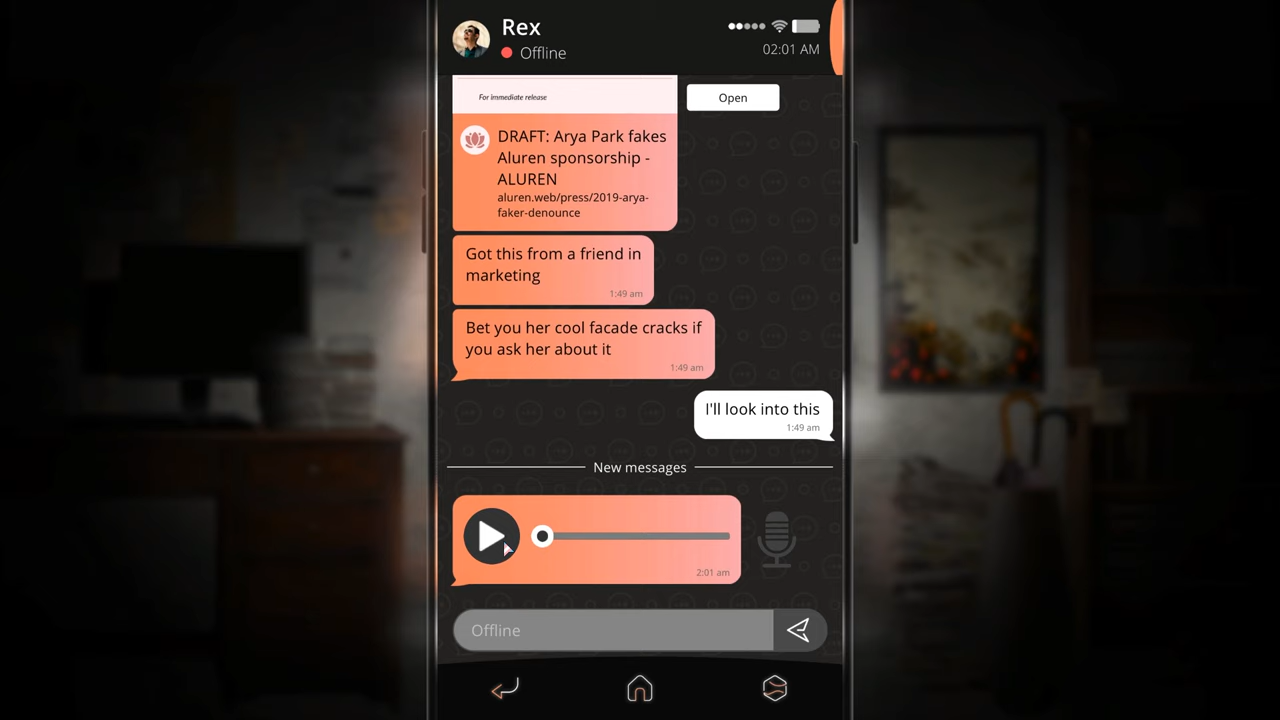 Rex
Offline
02:01 AM
For immediate release
Open
DRAFT: Arya Park fakes
Aluren sponsorship -
ALUREN
aluren.web/press/2019-arya-
faker-denounce
Got this from a friend in
marketing
1:49 am
Bet you her cool facade cracks if
you ask her about it
1:49 am
I'll look into this
1:49 am
New messages
2:01 am
Offline